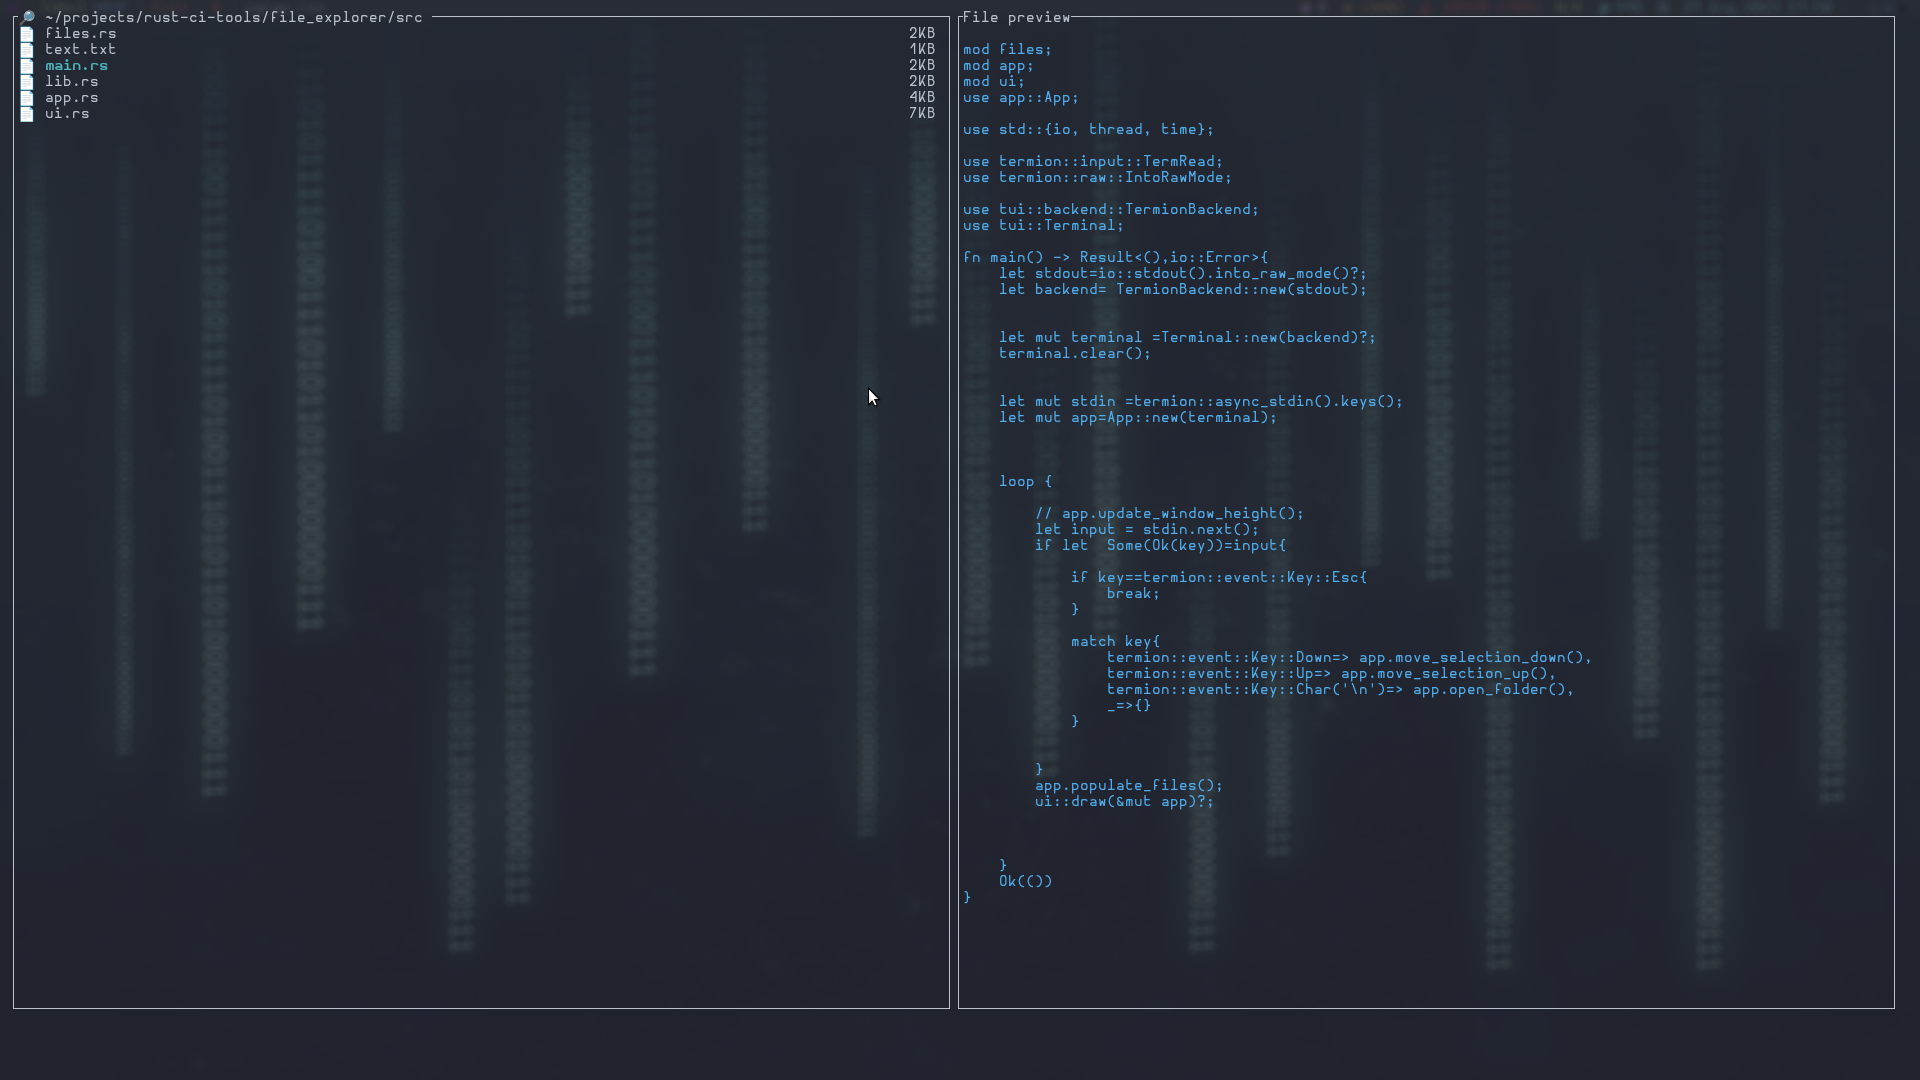 ~/projects/rust-ci-tools/file_explorer/src
files.rs 2KB
text.txt 1KB
main.rs 2KB
lib.rs 2KB
app.rs 4KB
ui.rs 7KB
File preview
mod files;
mod app;
mod ui;
use app::App;
use std::{io, thread, time};
use termion::input::TermRead;
use termion::raw::IntoRawMode;
use tui::backend::TermionBackend;
use tui::Terminal;
fn main() -> Result<(),io::Error>{
    let stdout=io::stdout().into_raw_mode()?;
    let backend= TermionBackend::new(stdout);
    let mut terminal =Terminal::new(backend)?;
    terminal.clear();
    let mut stdin =termion::async_stdin().keys();
    let mut app=App::new(terminal);
    loop {
        // app.update_window_height();
        let input = stdin.next();
        if let  Some(Ok(key))=input{
            if key==termion::event::Key::Esc{
                break;
            }
            match key{
                termion::event::Key::Down=> app.move_selection_down(),
                termion::event::Key::Up=> app.move_selection_up(),
                termion::event::Key::Char('\n')=> app.open_folder(),
                _=>{}
            }
        }
        app.populate_files();
        ui::draw(&mut app)?;
    }
    Ok(())
}